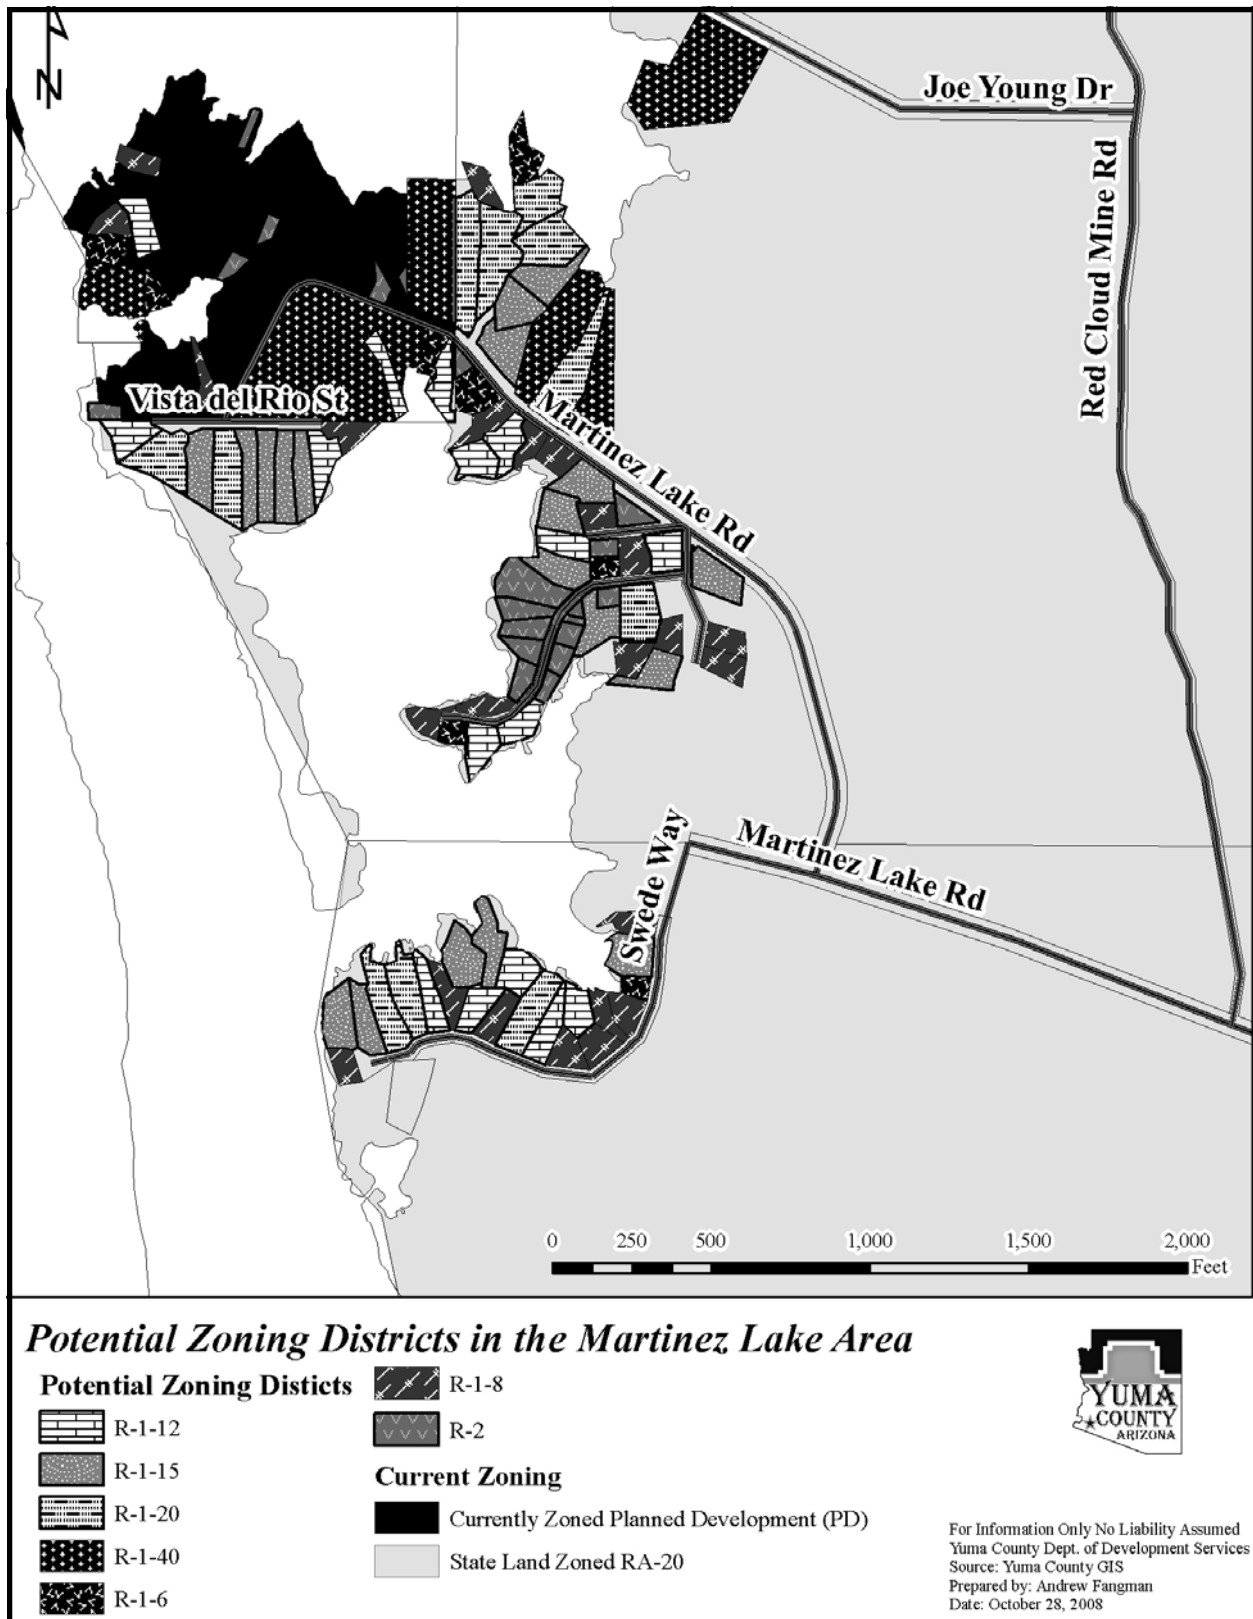 N
Joe Young Dr
Red Cloud Mine Rd
Vista del Rio St
Martinez Lake Rd
Swede Way
Martinez Lake Rd
0 250 500 1,000 1,500 2,000
Feet
Potential Zoning Districts in the Martinez Lake Area
Potential Zoning Disticts
R-1-12
R-1-15
R-1-20
R-1-40
R-1-6
R-1-8
R-2
Current Zoning
Currently Zoned Planned Development (PD)
State Land Zoned RA-20
YUMA
COUNTY
ARIZONA
For Information Only No Liability Assumed
Yuma County Dept. of Development Services
Source: Yuma County GIS
Prepared by: Andrew Fangman
Date: October 28, 2008